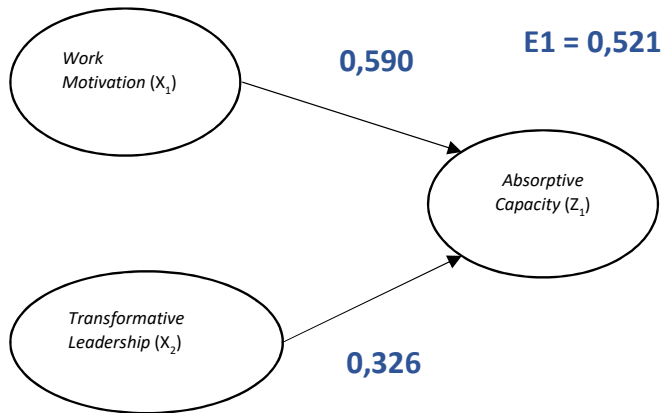 Work
Motivation (X₁)
0,590
E1 = 0,521
Absorptive
Capacity (Z₁)
Transformative
Leadership (X₂)
0,326